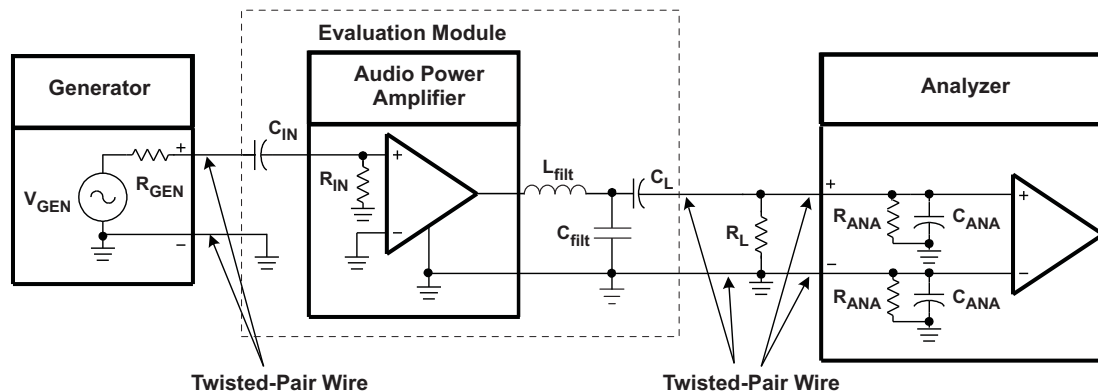 Evaluation Module
Generator
Audio Power
Amplifier
Analyzer
+
R_GEN
V_GEN
−
C_IN
R_IN
+
−
L_filt
C_filt
C_L
R_L
+
R_ANA
C_ANA
+
−
R_ANA
C_ANA
−
Twisted-Pair Wire
Twisted-Pair Wire